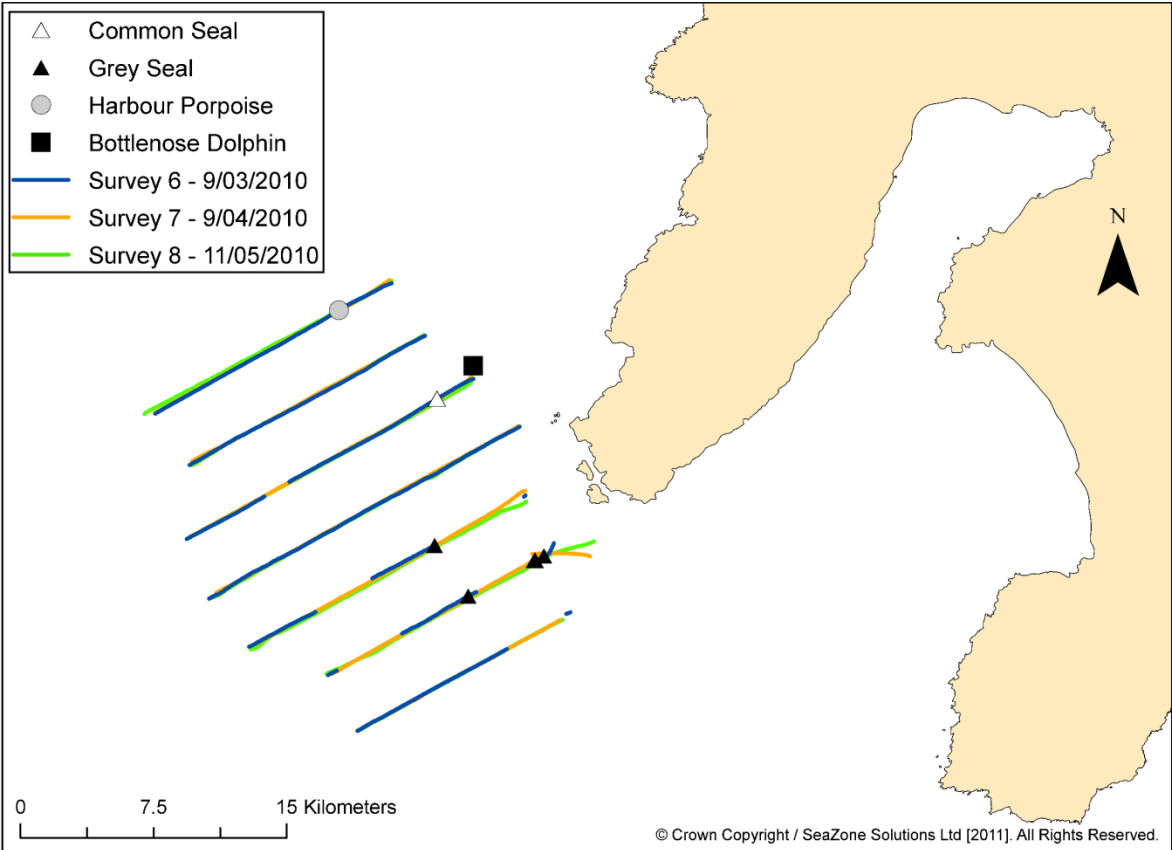 Common Seal
Grey Seal
Harbour Porpoise
Bottlenose Dolphin
Survey 6 - 9/03/2010
Survey 7 - 9/04/2010
Survey 8 - 11/05/2010
N
0 7.5 15 Kilometers
© Crown Copyright / SeaZone Solutions Ltd [2011]. All Rights Reserved.